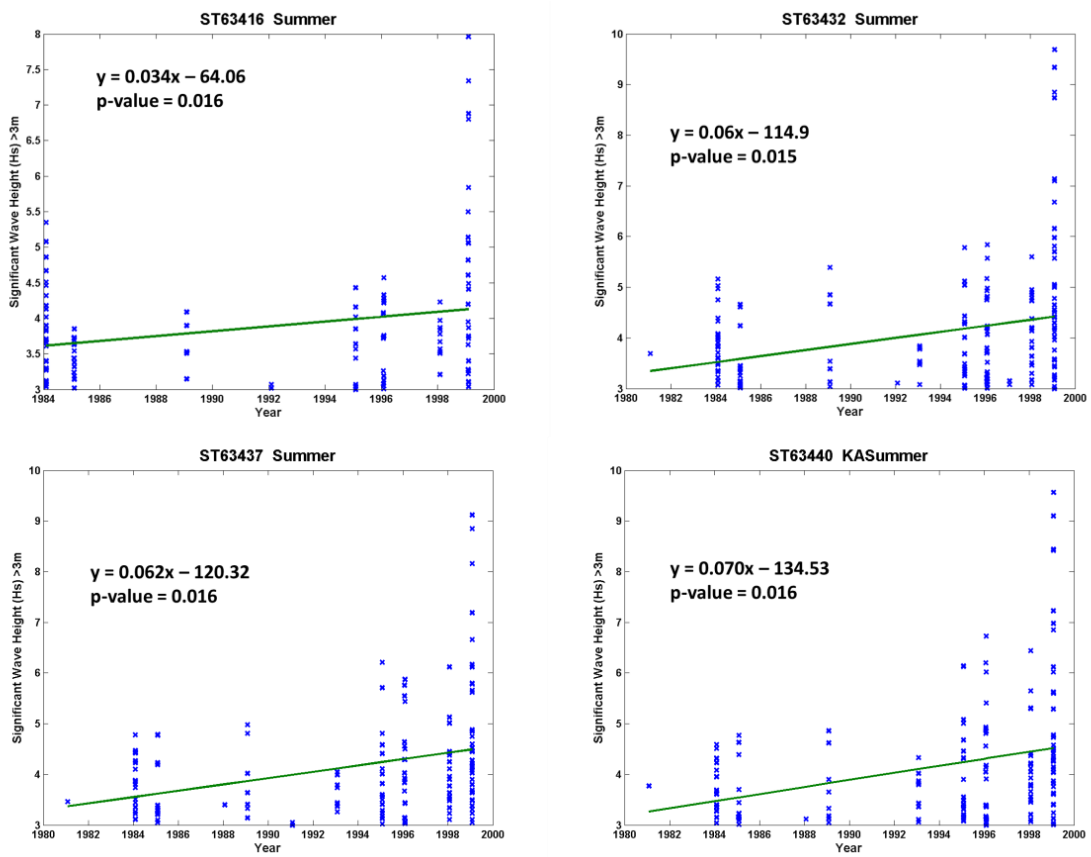 ST63416 Summer
8
7.5
7
6.5
6
5.5
5
4.5
4
3.5
3
Significant Wave Height (Hs) >3m
y = 0.034x – 64.06
p-value = 0.016
1984 1986 1988 1990 1992 1994 1996 1998 2000
Year
ST63432 Summer
10
9
8
7
6
5
4
3
Significant Wave Height (Hs) >3m
y = 0.06x – 114.9
p-value = 0.015
1980 1982 1984 1986 1988 1990 1992 1994 1996 1998 2000
Year
ST63437 Summer
10
9
8
7
6
5
4
3
Significant Wave Height (Hs) >3m
y = 0.062x – 120.32
p-value = 0.016
1980 1982 1984 1986 1988 1990 1992 1994 1996 1998 2000
Year
ST63440 KASummer
10
9
8
7
6
5
4
3
Significant Wave Height (Hs) >3m
y = 0.070x – 134.53
p-value = 0.016
1980 1982 1984 1986 1988 1990 1992 1994 1996 1998 2000
Year